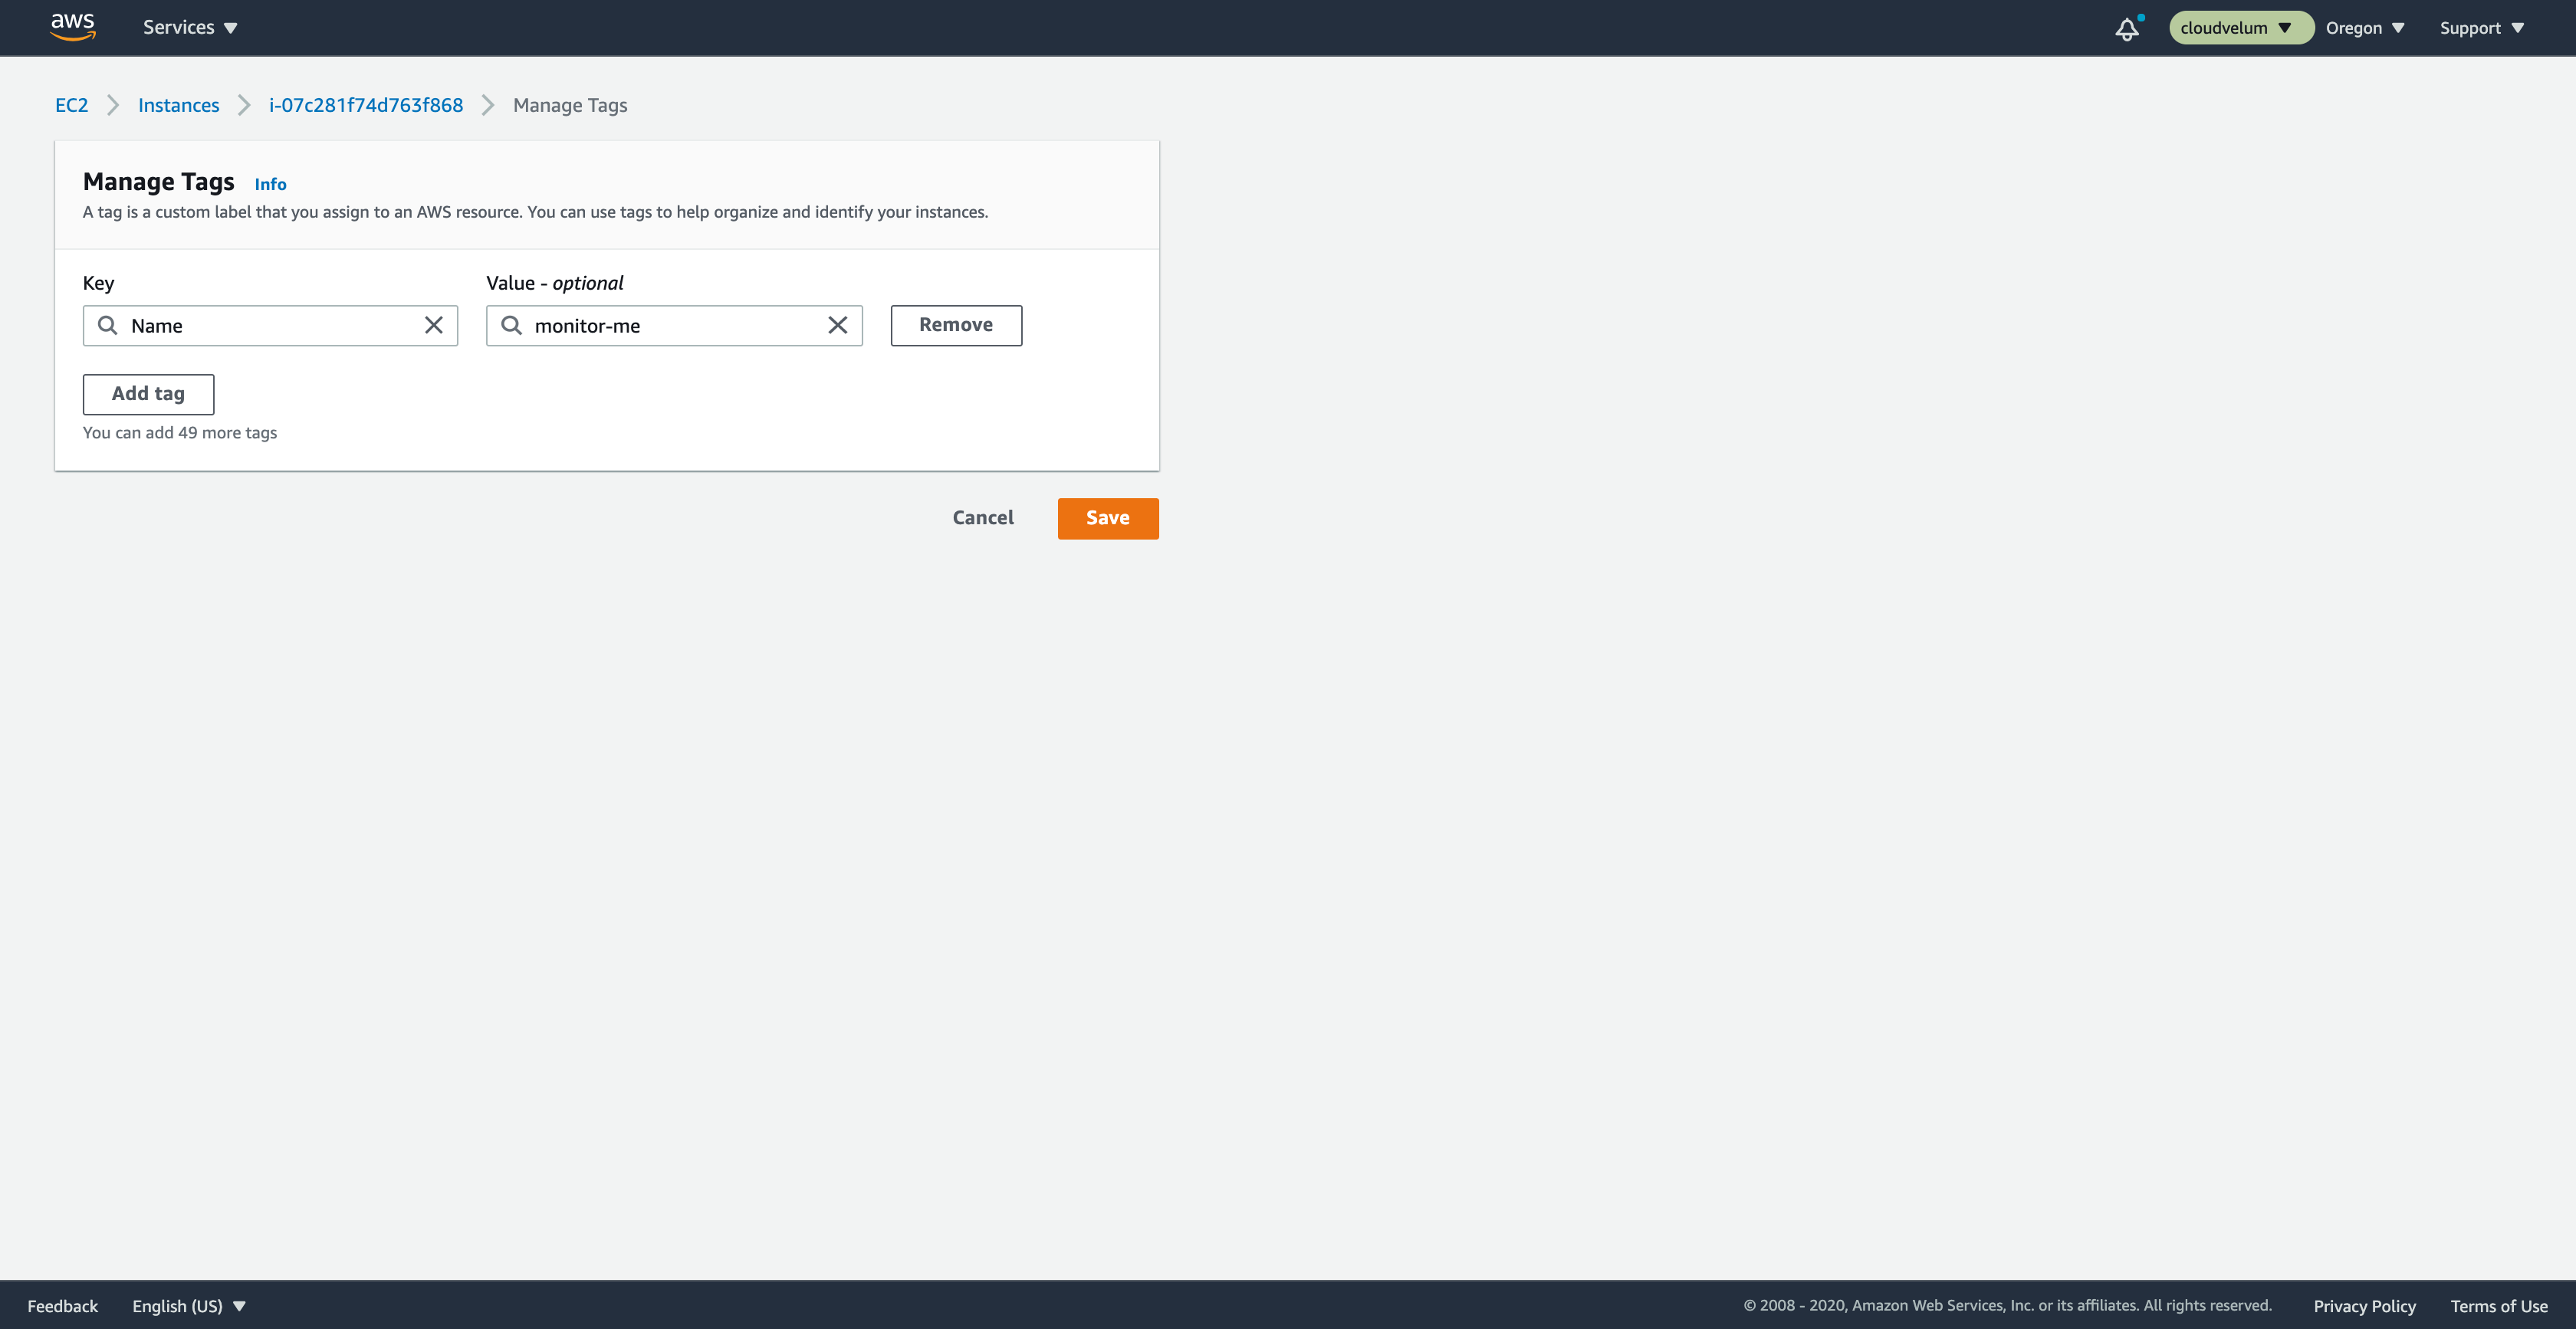 aws Services cloudvelum Oregon Support
EC2 Instances i-07c281f74d763f868 Manage Tags
Manage Tags Info
A tag is a custom label that you assign to an AWS resource. You can use tags to help organize and identify your instances.
Key Value - optional
Name monitor-me Remove
Add tag
You can add 49 more tags
Cancel Save
Feedback English (US) © 2008 - 2020, Amazon Web Services, Inc. or its affiliates. All rights reserved. Privacy Policy Terms of Use